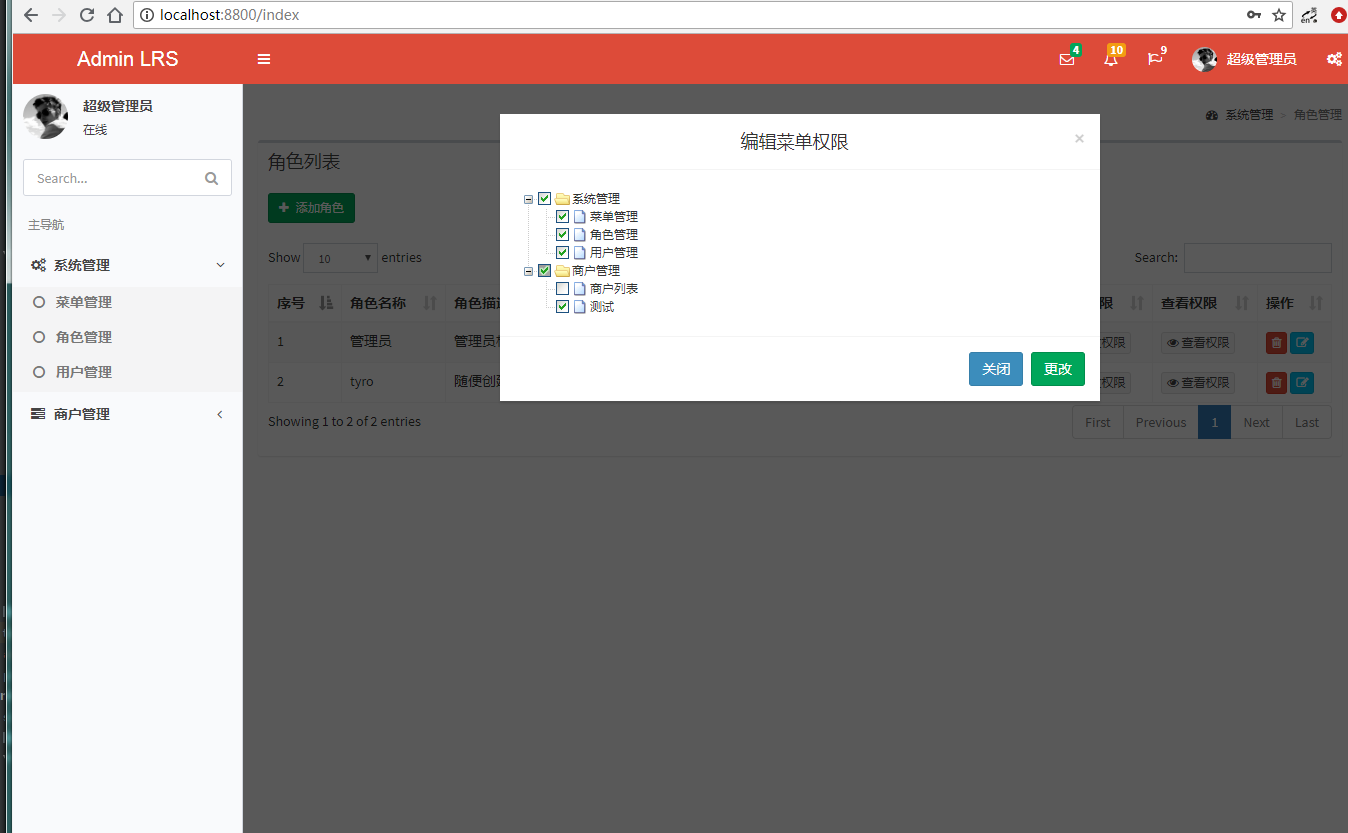 localhost:8800/index
Admin LRS
4
10
9
超级管理员
超级管理员
在线
Search...
主导航
系统管理
菜单管理
角色管理
用户管理
商户管理
系统管理 > 角色管理
角色列表
添加角色
Show 10 entries
Search:
序号 角色名称 角色描 限 查看权限 操作
1 管理员 管理员 权限 查看权限
2 tyro 随便创 权限 查看权限
Showing 1 to 2 of 2 entries
First Previous 1 Next Last
编辑菜单权限 ×
系统管理
菜单管理
角色管理
用户管理
商户管理
商户列表
测试
关闭 更改